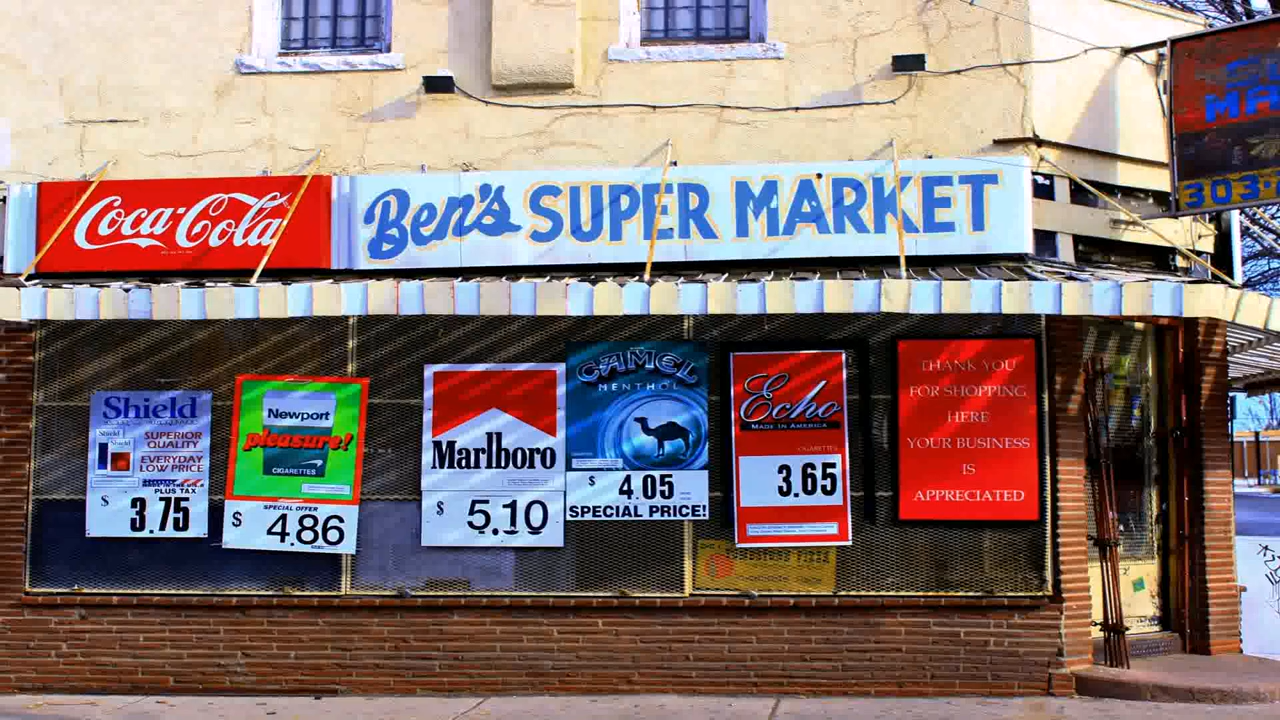 Coca-Cola
Ben's SUPER MARKET
303-
Shield
Shield
Shield
SUPERIOR
QUALITY
EVERYDAY
LOW PRICE
PLUS TAX
$ 3.75
Newport
pleasure!
CIGARETTES
SPECIAL OFFER
$ 4.86
Marlboro
$ 5.10
CAMEL
MENTHOL
$ 4.05
SPECIAL PRICE!
Echo
MADE IN AMERICA
CIGARETTES
3.65
THANK YOU
FOR SHOPPING
HERE
YOUR BUSINESS
IS
APPRECIATED